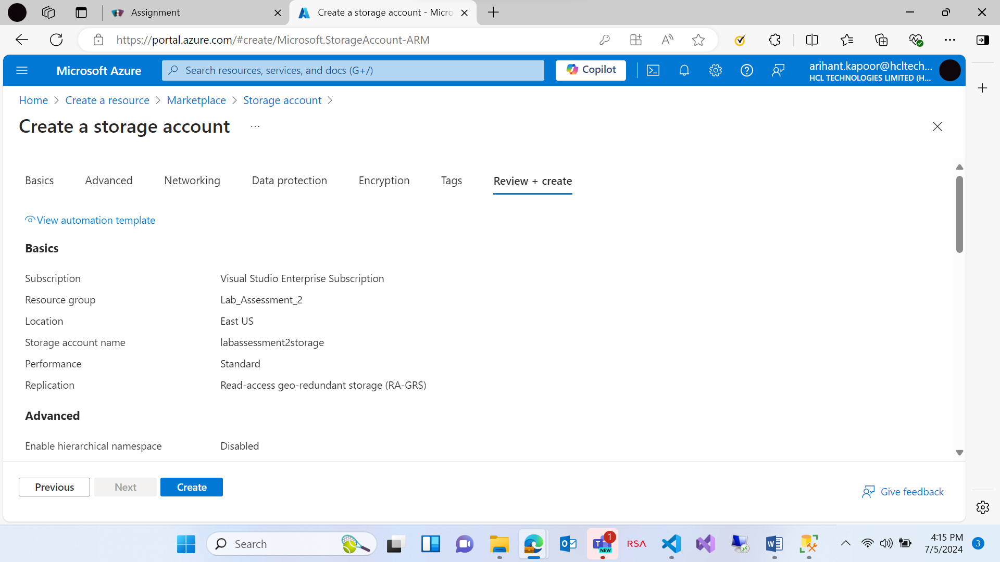 Assignment
Create a storage account - Micro
https://portal.azure.com/#create/Microsoft.StorageAccount-ARM
Microsoft Azure
Search resources, services, and docs (G+/)
Copilot
arihant.kapoor@hcltech...
HCL TECHNOLOGIES LIMITED (H...
Home > Create a resource > Marketplace > Storage account >
Create a storage account ...
Basics Advanced Networking Data protection Encryption Tags Review + create
View automation template
Basics
Subscription Visual Studio Enterprise Subscription
Resource group Lab_Assessment_2
Location East US
Storage account name labassessment2storage
Performance Standard
Replication Read-access geo-redundant storage (RA-GRS)
Advanced
Enable hierarchical namespace Disabled
Previous Next Create
Give feedback
Search
1
NEW
RSA
4:15 PM
7/5/2024
3